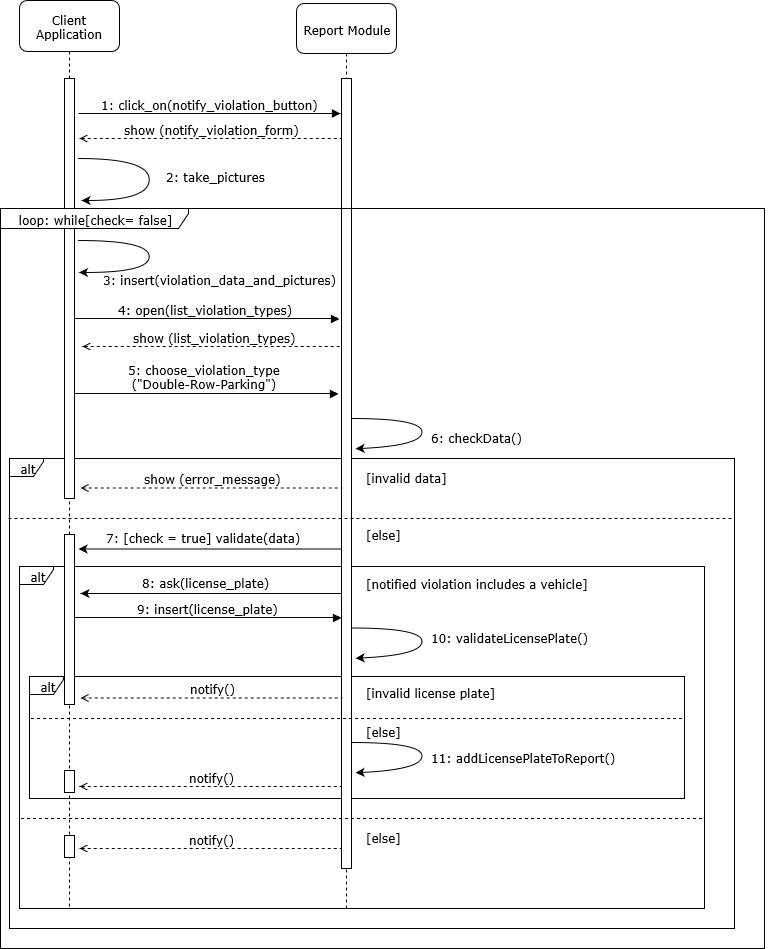 Client
Application
Report Module
1: click_on(notify_violation_button)
show (notify_violation_form)
2: take_pictures
loop: while[check= false]
3: insert(violation_data_and_pictures)
4: open(list_violation_types)
show (list_violation_types)
5: choose_violation_type
("Double-Row-Parking")
6: checkData()
alt
show (error_message)
[invalid data]
7: [check = true] validate(data)
[else]
alt
8: ask(license_plate)
[notified violation includes a vehicle]
9: insert(license_plate)
10: validateLicensePlate()
alt
notify()
[invalid license plate]
[else]
11: addLicensePlateToReport()
notify()
notify()
[else]